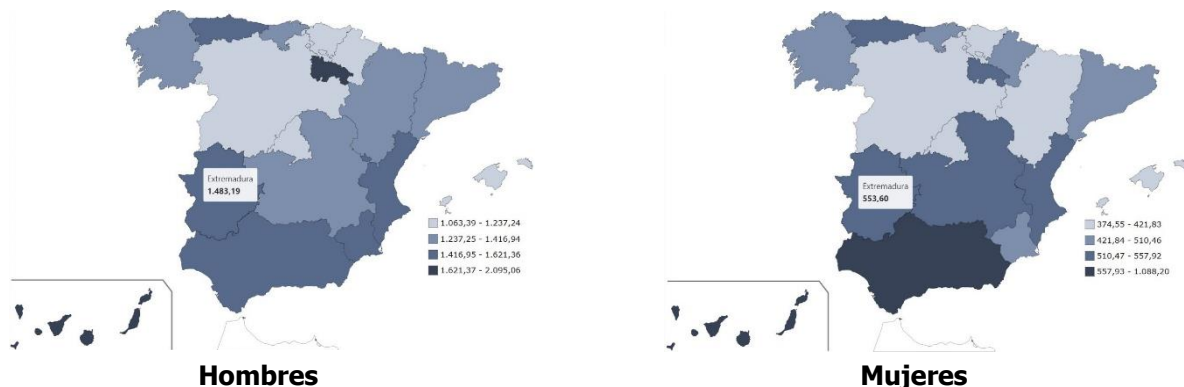 Extremadura
1.483,19
1.063,39 - 1.237,24
1.237,25 - 1.416,94
1.416,95 - 1.621,36
1.621,37 - 2.095,06
Hombres
Extremadura
553,60
374,55 - 421,83
421,84 - 510,46
510,47 - 557,92
557,93 - 1.088,20
Mujeres